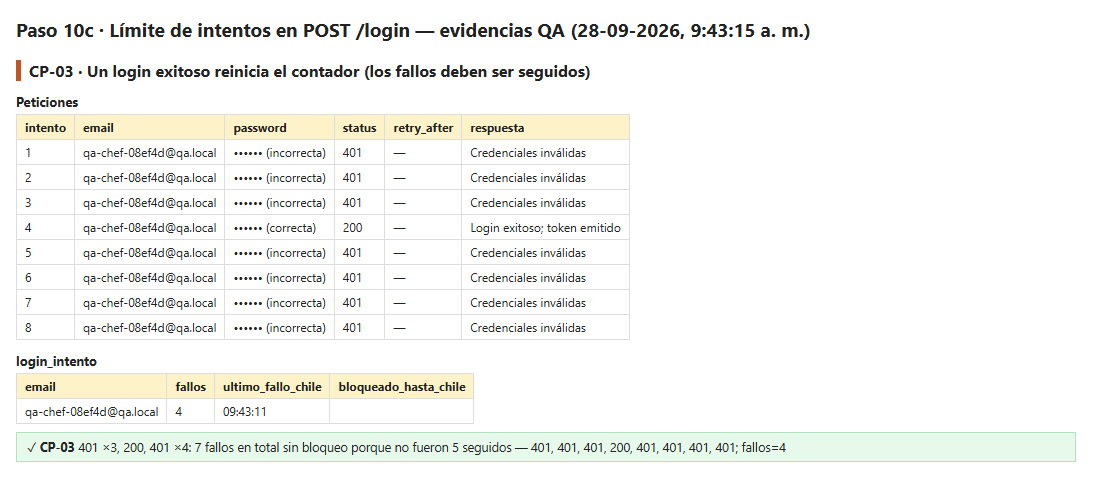 Paso 10c · Límite de intentos en POST /login — evidencias QA (28-09-2026, 9:43:15 a. m.)
CP-03 · Un login exitoso reinicia el contador (los fallos deben ser seguidos)
Peticiones
intento email password status retry_after respuesta
1 qa-chef-08ef4d@qa.local •••••• (incorrecta) 401 — Credenciales inválidas
2 qa-chef-08ef4d@qa.local •••••• (incorrecta) 401 — Credenciales inválidas
3 qa-chef-08ef4d@qa.local •••••• (incorrecta) 401 — Credenciales inválidas
4 qa-chef-08ef4d@qa.local •••••• (correcta) 200 — Login exitoso; token emitido
5 qa-chef-08ef4d@qa.local •••••• (incorrecta) 401 — Credenciales inválidas
6 qa-chef-08ef4d@qa.local •••••• (incorrecta) 401 — Credenciales inválidas
7 qa-chef-08ef4d@qa.local •••••• (incorrecta) 401 — Credenciales inválidas
8 qa-chef-08ef4d@qa.local •••••• (incorrecta) 401 — Credenciales inválidas
login_intento
email fallos ultimo_fallo_chile bloqueado_hasta_chile
qa-chef-08ef4d@qa.local 4 09:43:11
✓ CP-03 401 ×3, 200, 401 ×4: 7 fallos en total sin bloqueo porque no fueron 5 seguidos — 401, 401, 401, 200, 401, 401, 401, 401; fallos=4